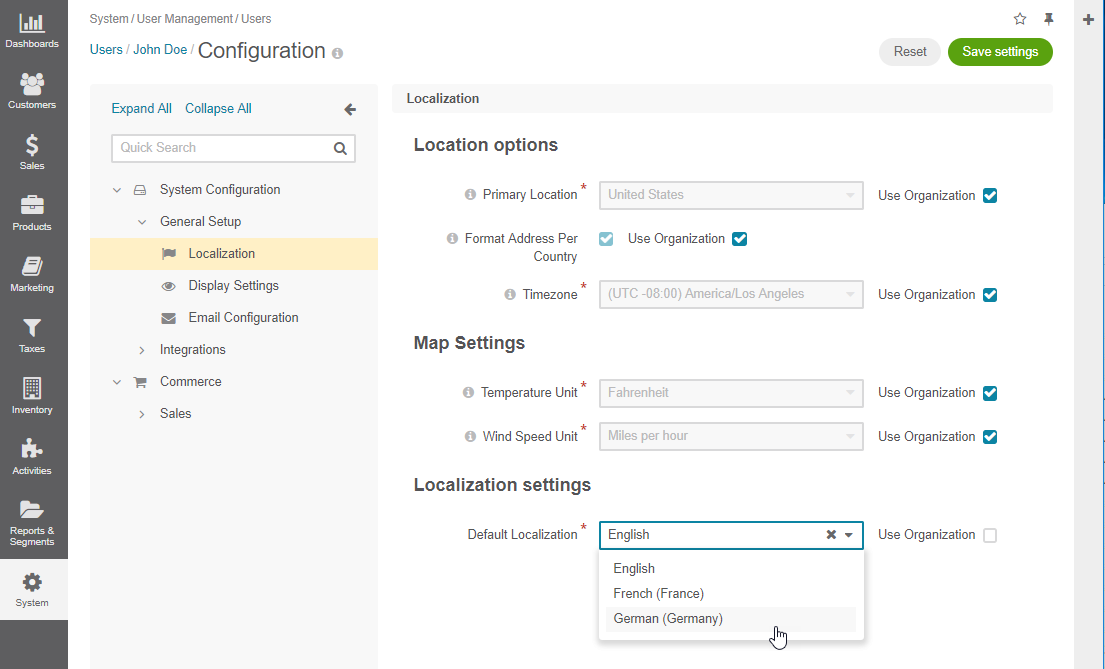 Dashboards
Customers
Sales
Products
Marketing
Taxes
Inventory
Activities
Reports &
Segments
System
System / User Management / Users
Users / John Doe / Configuration
Reset
Save settings
Expand All Collapse All
Quick Search
System Configuration
General Setup
Localization
Display Settings
Email Configuration
Integrations
Commerce
Sales
Localization
Location options
Primary Location * United States Use Organization
Format Address Per
Country
Use Organization
Timezone * (UTC -08:00) America/Los Angeles Use Organization
Map Settings
Temperature Unit * Fahrenheit Use Organization
Wind Speed Unit * Miles per hour Use Organization
Localization settings
Default Localization * English Use Organization
English
French (France)
German (Germany)